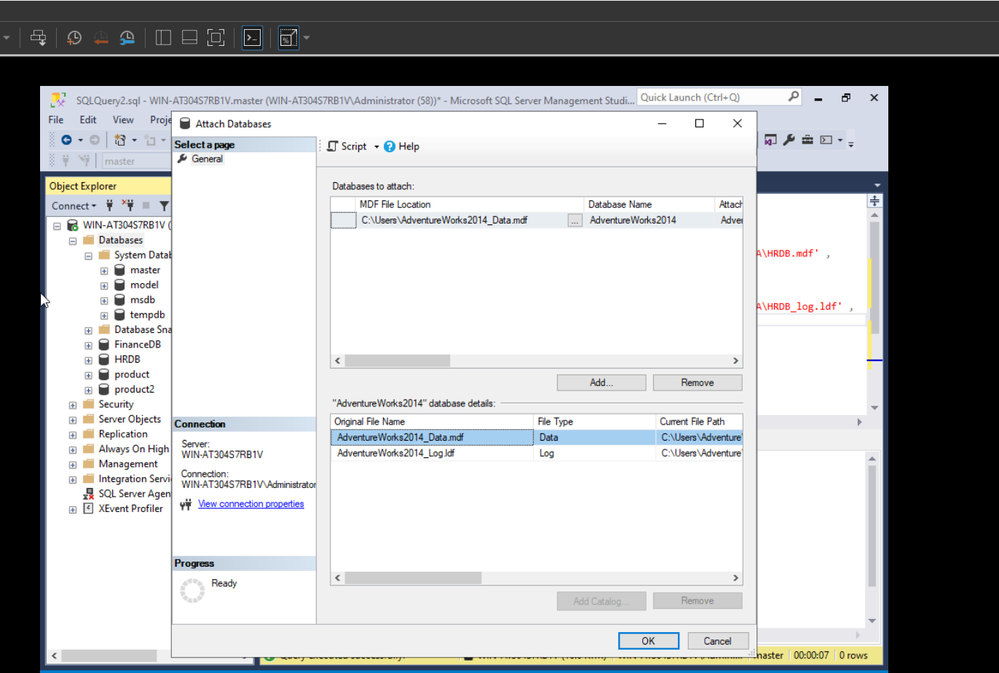 SQLQuery2.sql - WIN-AT304S7RB1V.master (WIN-AT304S7RB1V\Administrator (58))* - Microsoft SQL Server Management Studi...
Quick Launch (Ctrl+Q)
File Edit View Proje
master
Attach Databases
Select a page
General
Script
Help
Object Explorer
Connect
WIN-AT304S7RB1V (
Databases
System Datab
master
model
msdb
tempdb
Database Sna
FinanceDB
HRDB
product
product2
Security
Server Objects
Replication
Always On High
Management
Integration Servi
SQL Server Agen
XEvent Profiler
Databases to attach:
MDF File Location Database Name Attach
C:\Users\AdventureWorks2014_Data.mdf ... AdventureWorks2014 Adver
Add... Remove
"AdventureWorks2014" database details:
Original File Name File Type Current File Path
AdventureWorks2014_Data.mdf Data C:\Users\Adventure
AdventureWorks2014_Log.ldf Log C:\Users\Adventure
Add Catalog... Remove
Connection
Server:
WIN-AT304S7RB1V
Connection:
WIN-AT304S7RB1V\Administrator
View connection properties
Progress
Ready
OK Cancel
A\HRDB.mdf' ,
A\HRDB_log.ldf' ,
Query executed successfully.
master 00:00:07 0 rows